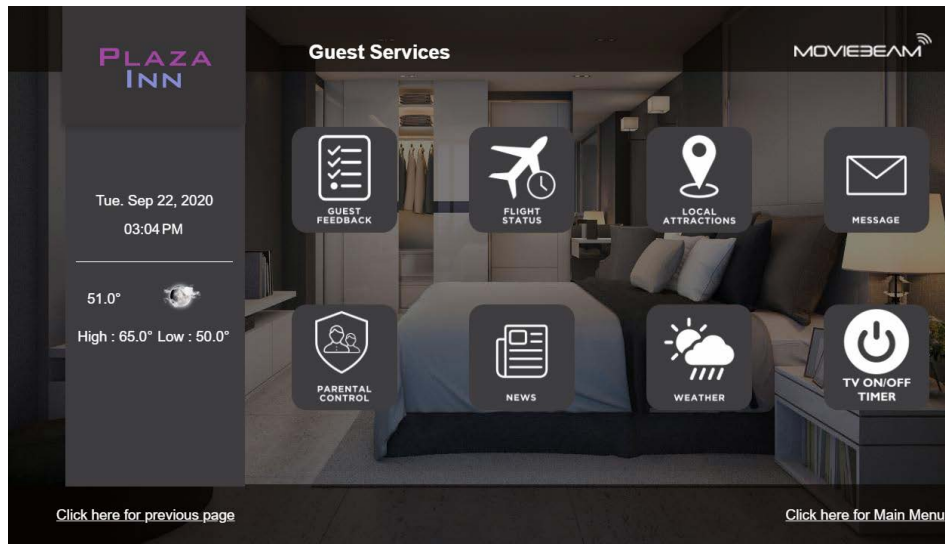 PLAZA
INN
Guest Services
MOVIEBEAM
Tue. Sep 22, 2020
03:04 PM
51.0°
High : 65.0° Low : 50.0°
GUEST
FEEDBACK
FLIGHT
STATUS
LOCAL
ATTRACTIONS
MESSAGE
PARENTAL
CONTROL
NEWS
WEATHER
TV ON/OFF
TIMER
Click here for previous page
Click here for Main Menu